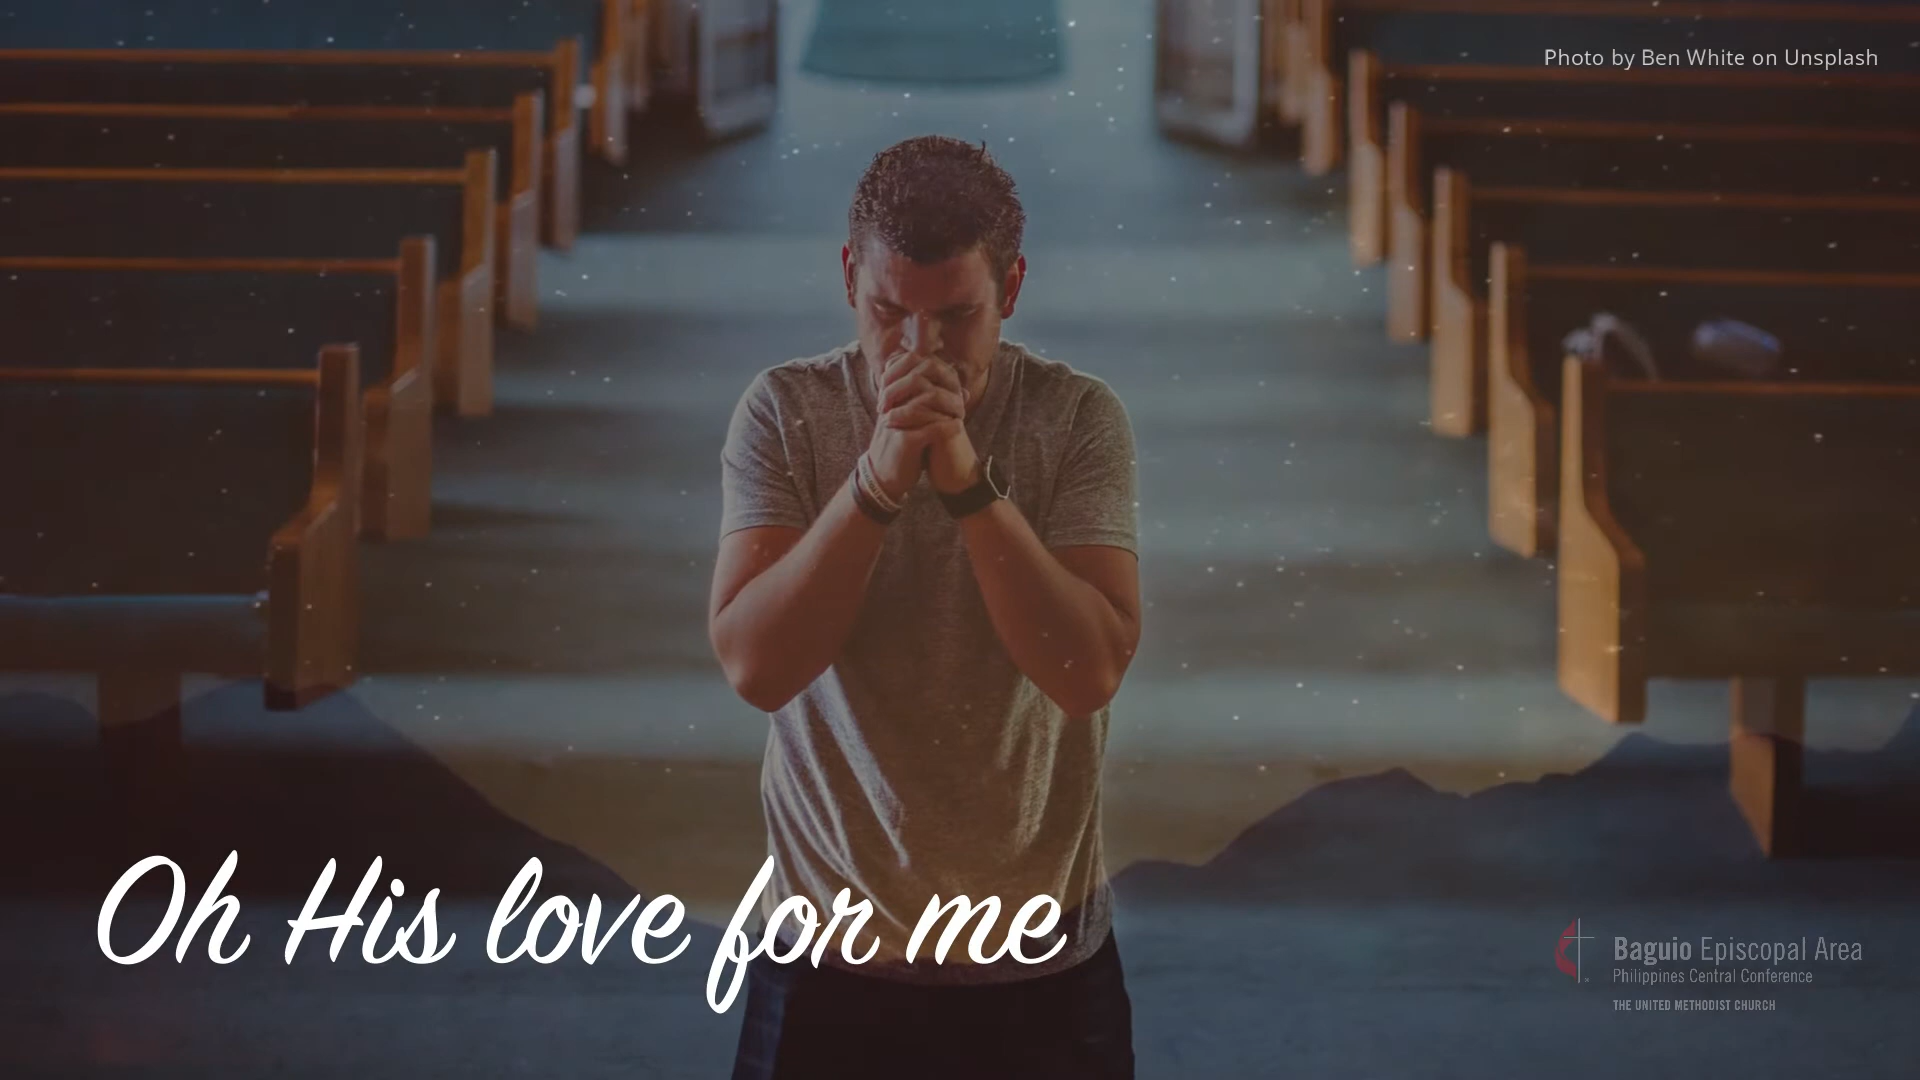 Photo by Ben White on Unsplash
Oh His love for me
Baguio Episcopal Area
Philippines Central Conference
THE UNITED METHODIST CHURCH